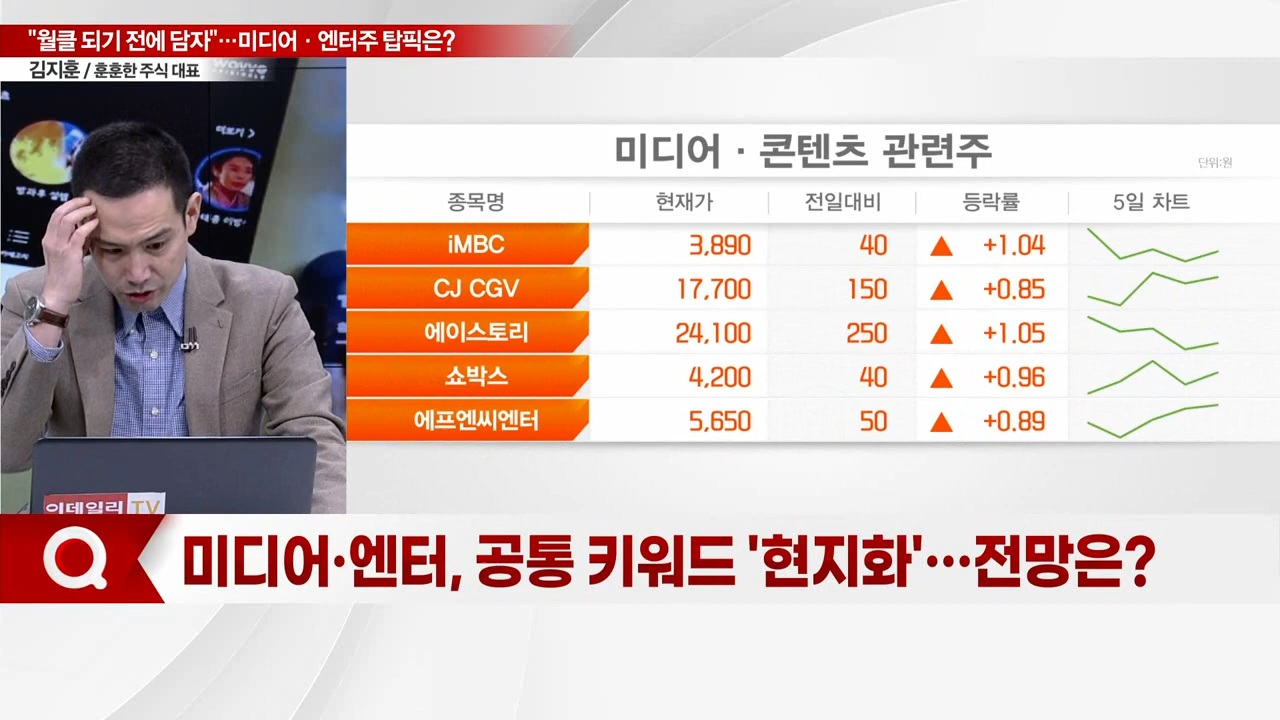 "월클 되기 전에 담자"…미디어 · 엔터주 탑픽은?
김지훈 / 훈훈한 주식 대표
wavve
더보기 >
미디어 · 콘텐츠 관련주
단위:원
종목명 현재가 전일대비 등락률 5일 차트
iMBC 3,890 40 ▲ +1.04
CJ CGV 17,700 150 ▲ +0.85
에이스토리 24,100 250 ▲ +1.05
쇼박스 4,200 40 ▲ +0.96
에프엔씨엔터 5,650 50 ▲ +0.89
이데일리 TV
미디어·엔터, 공통 키워드 '현지화'…전망은?